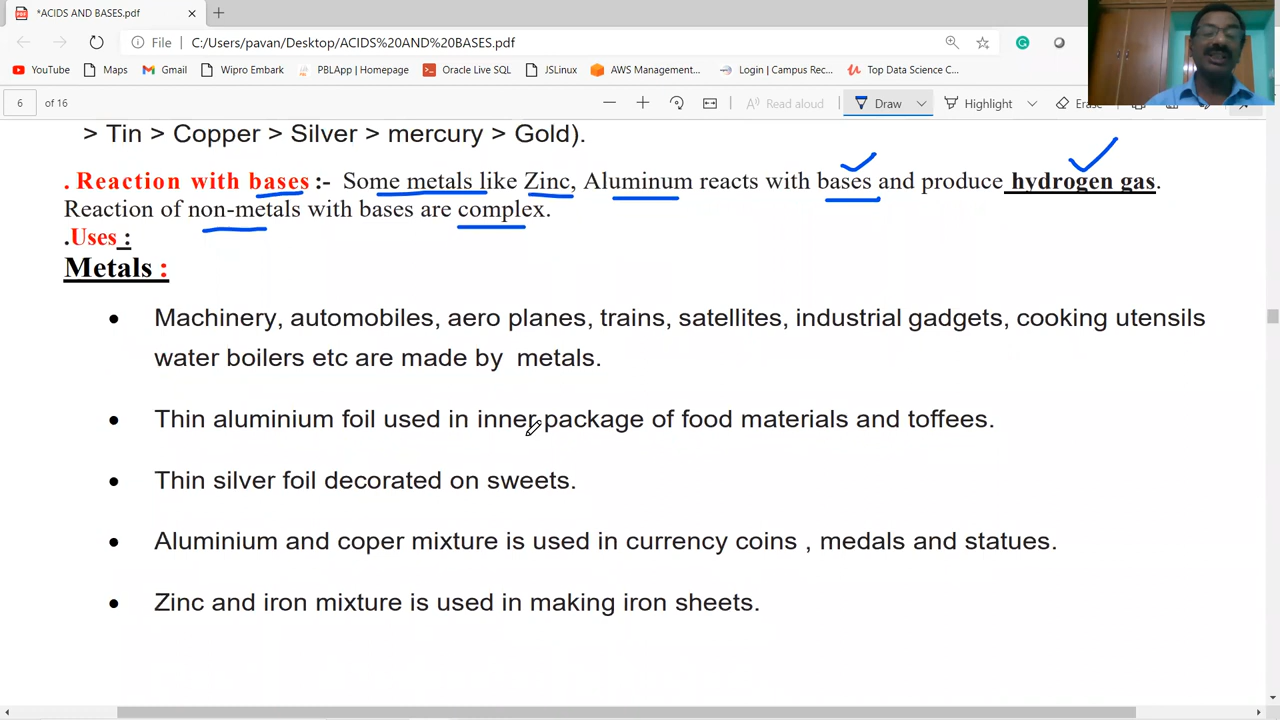 *ACIDS AND BASES.pdf
File C:/Users/pavan/Desktop/ACIDS%20AND%20BASES.pdf
YouTube Maps Gmail Wipro Embark PBLApp | Homepage Oracle Live SQL JSLinux AWS Management... Login | Campus Rec... Top Data Science C...
6 of 16 Read aloud Draw Highlight Erase
> Tin > Copper > Silver > mercury > Gold).
. Reaction with bases :- Some metals like Zinc, Aluminum reacts with bases and produce hydrogen gas.
Reaction of non-metals with bases are complex.
.Uses :
Metals :
• Machinery, automobiles, aero planes, trains, satellites, industrial gadgets, cooking utensils
water boilers etc are made by metals.
• Thin aluminium foil used in inner package of food materials and toffees.
• Thin silver foil decorated on sweets.
• Aluminium and coper mixture is used in currency coins , medals and statues.
• Zinc and iron mixture is used in making iron sheets.